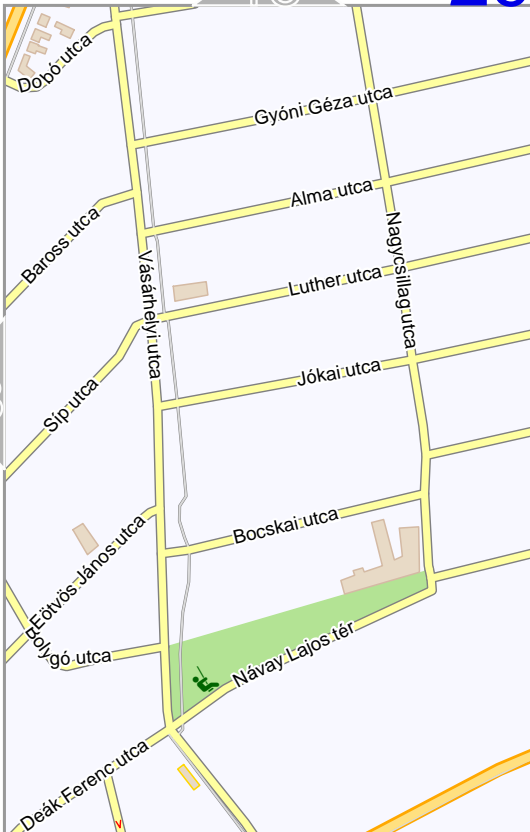 Dobó utca
Gyóni Géza utca
Alma utca
Baross utca
Nagycsillag utca
Vásárhelyi utca
Luther utca
Jókai utca
Síp utca
Bocskai utca
Eötvös János utca
gó utca
Návay Lajos tér
Deák Ferenc utca
v